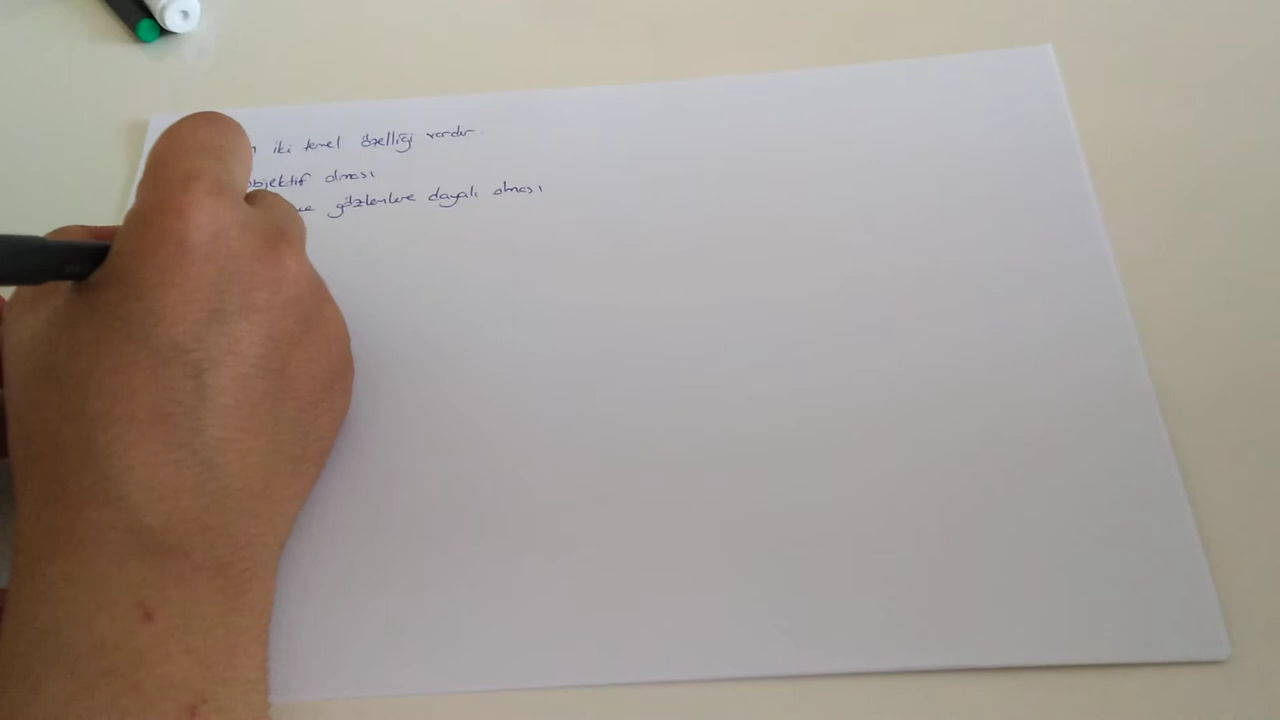 iki temel özelliği vardır.
objektif olması
gözlemlere dayalı olması